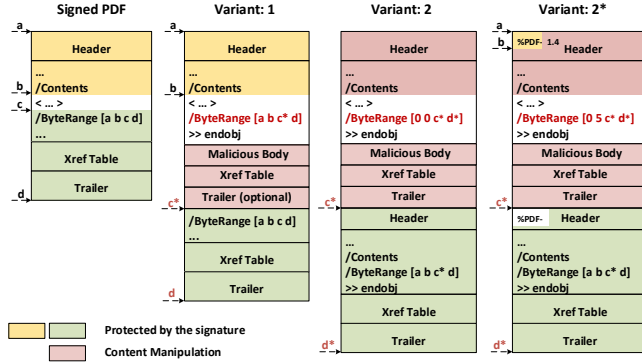 Signed PDF
a
Header
...
b
/Contents
c
< ... >
/ByteRange [a b c d]
...
Xref Table
d
Trailer
Variant: 1
a
Header
...
b
/Contents
< ... >
/ByteRange [a b c* d]
>> endobj
Malicious Body
Xref Table
Trailer (optional)
c*
/ByteRange [a b c d]
...
Xref Table
Trailer
d
Variant: 2
Header
...
/Contents
< ... >
/ByteRange [0 0 c* d*]
>> endobj
Malicious Body
Xref Table
Trailer
c*
Header
...
/Contents
/ByteRange [a b c* d]
>> endobj
Xref Table
Trailer
d*
Variant: 2*
a
%PDF- 1.4
b
Header
...
/Contents
< ... >
/ByteRange [0 5 c* d*]
>> endobj
Malicious Body
Xref Table
Trailer
c*
%PDF- Header
...
/Contents
/ByteRange [a b c* d]
>> endobj
Xref Table
Trailer
d*
Protected by the signature
Content Manipulation